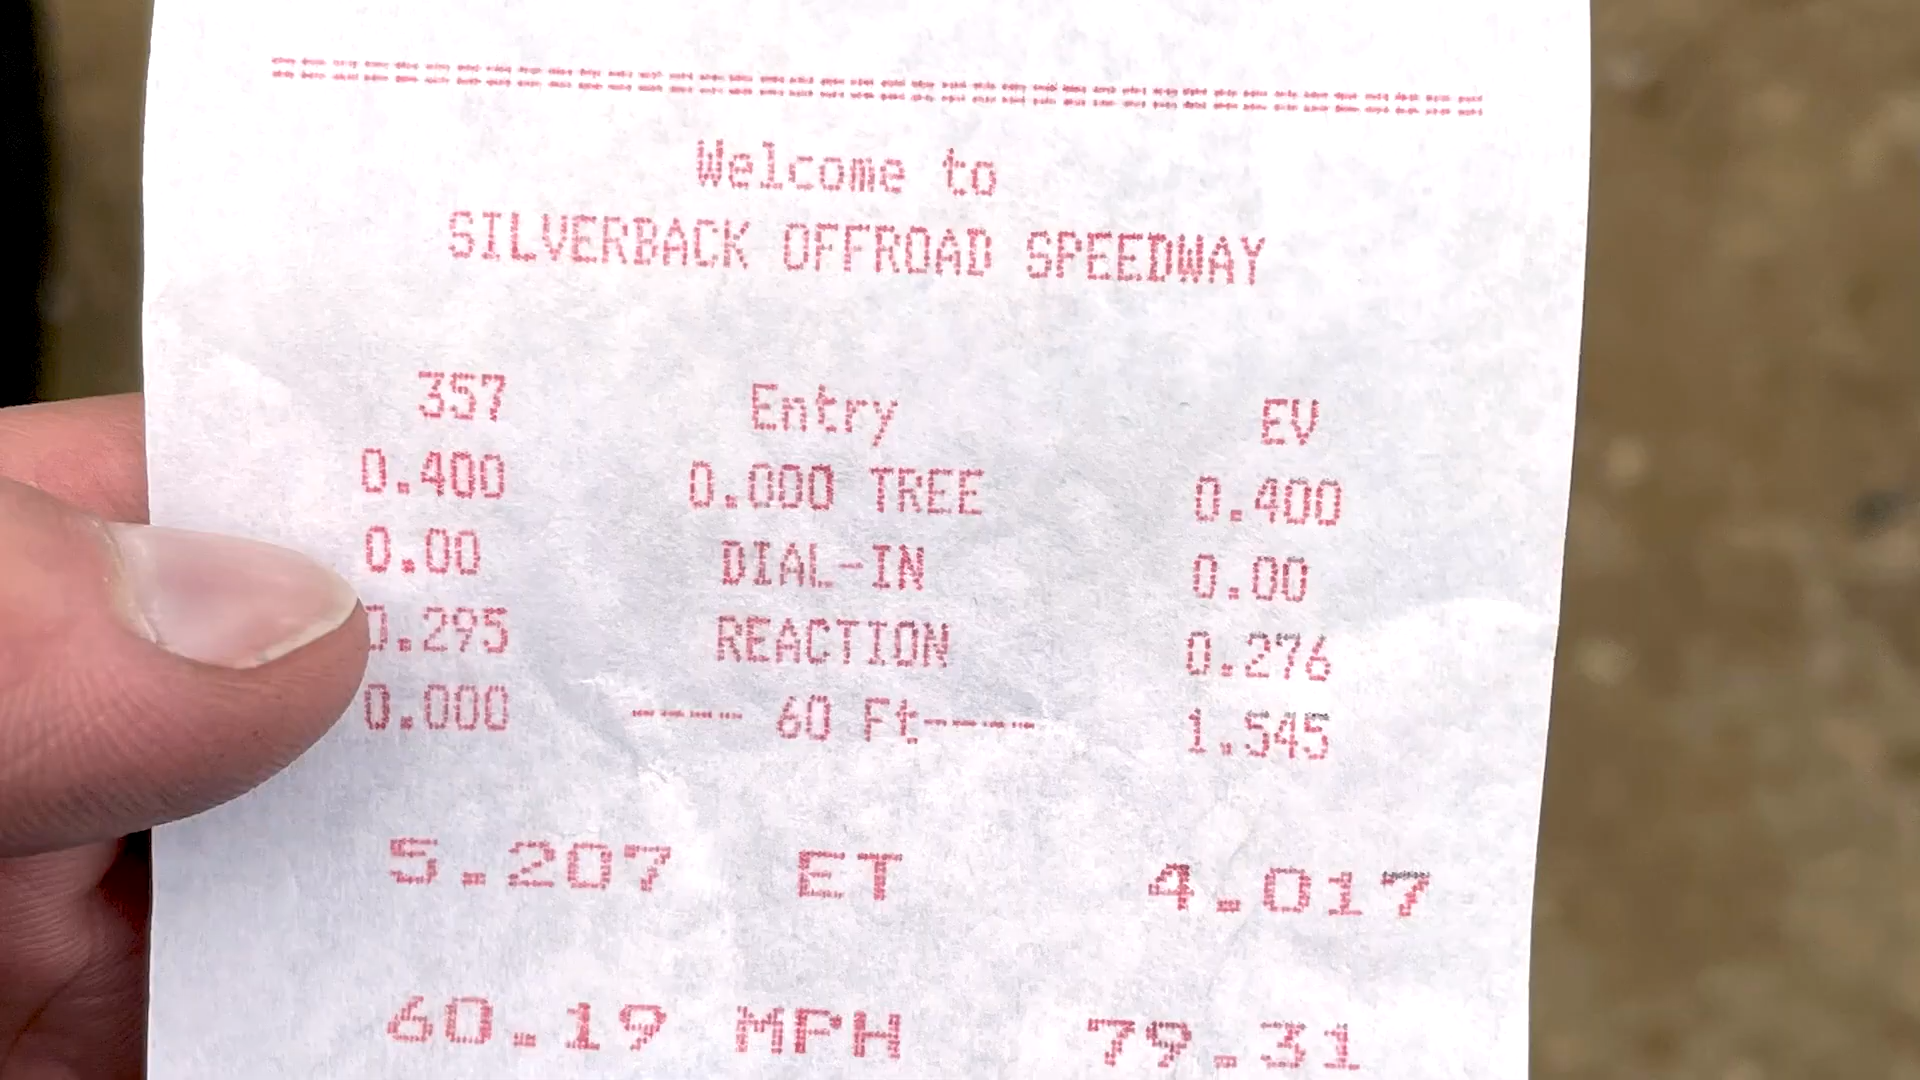 Welcome to
SILVERBACK OFFROAD SPEEDWAY
357 Entry EV
0.400 0.000 TREE 0.400
0.00 DIAL-IN 0.00
0.295 REACTION 0.276
0.000 ----- 60 Ft----- 1.545
5.207 ET 4.017
60.19 MPH 79.31